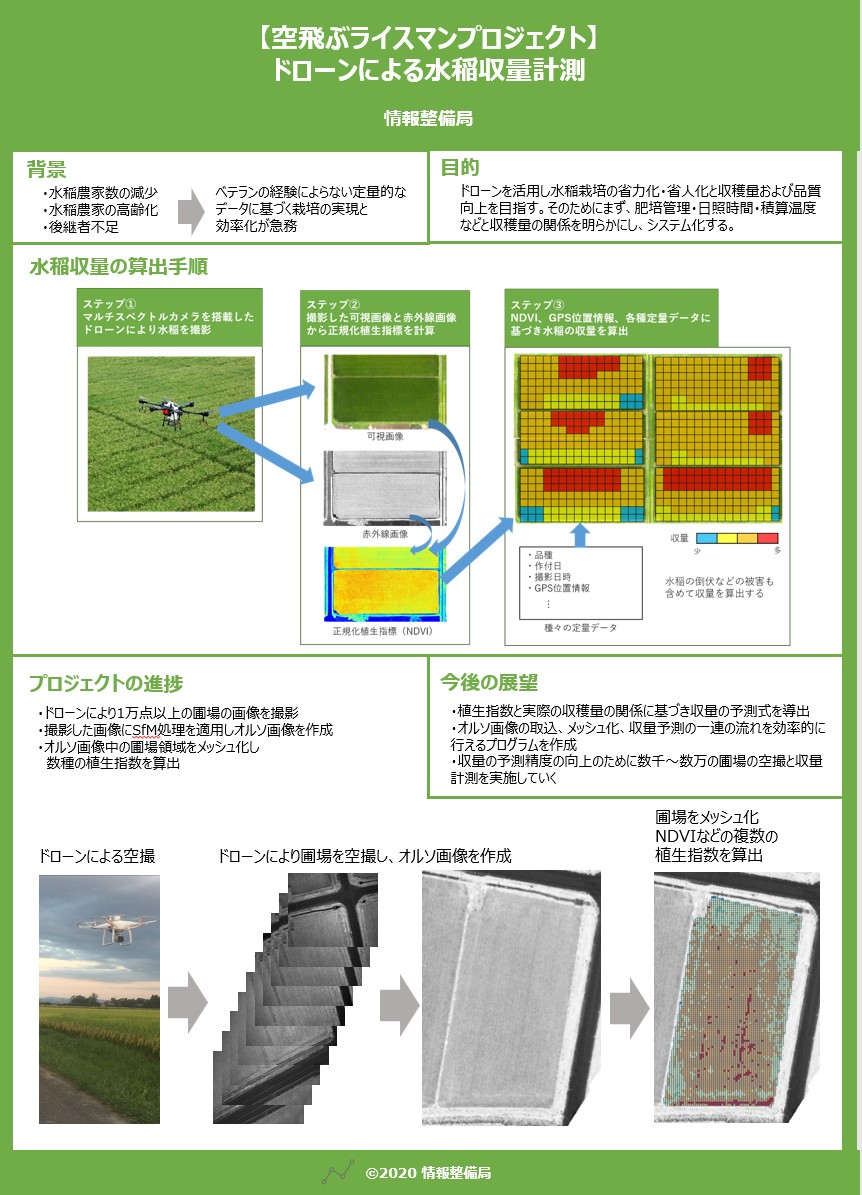 【空飛ぶライスマンプロジェクト】
ドローンによる水稲収量計測
情報整備局
背景
・水稲農家数の減少
・水稲農家の高齢化
・後継者不足
ベテランの経験によらない定量的な
データに基づく栽培の実現と
効率化が急務
目的
ドローンを活用し水稲栽培の省力化・省人化と収穫量および品質
向上を目指す。そのためにまず、肥培管理・日照時間・積算温度
などと収穫量の関係を明らかにし、システム化する。
水稲収量の算出手順
ステップ①
マルチスペクトルカメラを搭載した
ドローンにより水稲を撮影
ステップ②
撮影した可視画像と赤外線画像
から正規化植生指標を計算
可視画像
赤外線画像
正規化植生指標（NDVI）
ステップ③
NDVI、GPS位置情報、各種定量データに
基づき水稲の収量を算出
・品種
・作付日
・撮影日時
・GPS位置情報
⋮
種々の定量データ
収量
少
多
水稲の倒伏などの被害も
含めて収量を算出する
プロジェクトの進捗
・ドローンにより1万点以上の圃場の画像を撮影
・撮影した画像にSfM処理を適用しオルソ画像を作成
・オルソ画像中の圃場領域をメッシュ化し
数種の植生指数を算出
今後の展望
・植生指数と実際の収穫量の関係に基づき収量の予測式を導出
・オルソ画像の取込、メッシュ化、収量予測の一連の流れを効率的に
行えるプログラムを作成
・収量の予測精度の向上のために数千～数万の圃場の空撮と収量
計測を実施していく
ドローンによる空撮
ドローンにより圃場を空撮し、オルソ画像を作成
圃場をメッシュ化
NDVIなどの複数の
植生指数を算出
©2020 情報整備局